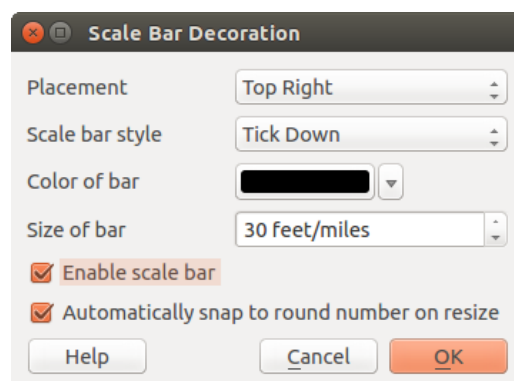 Scale Bar Decoration
Placement Top Right
Scale bar style Tick Down
Color of bar
Size of bar 30 feet/miles
Enable scale bar
Automatically snap to round number on resize
Help Cancel OK